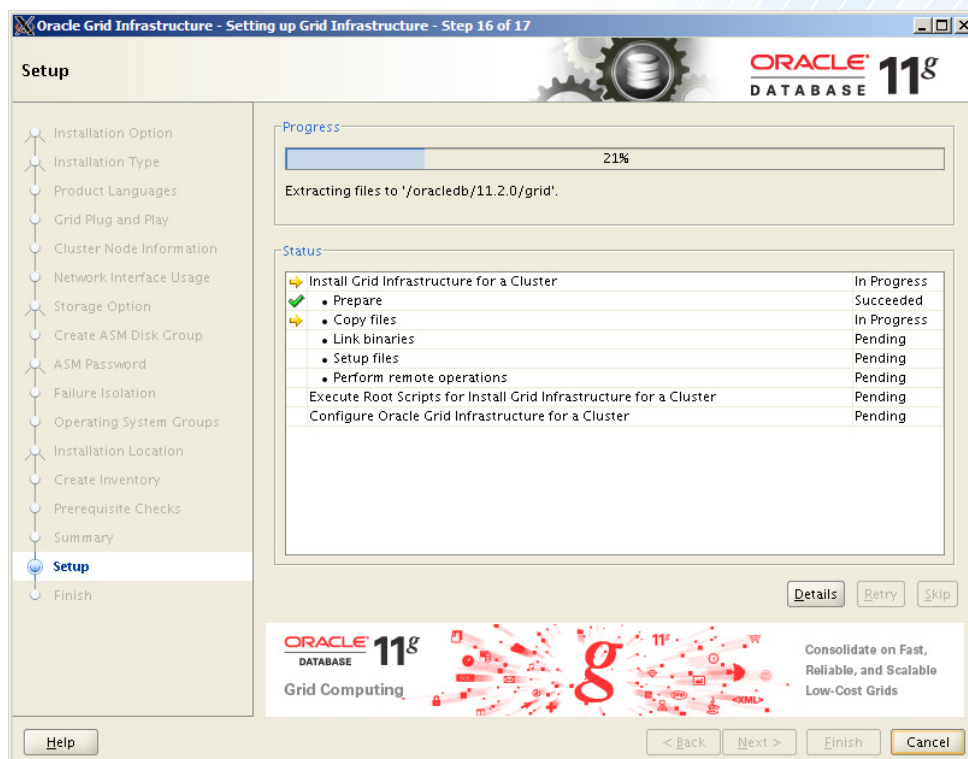 Oracle Grid Infrastructure - Setting up Grid Infrastructure - Step 16 of 17
Setup
ORACLE
DATABASE
11g
Installation Option
Installation Type
Product Languages
Grid Plug and Play
Cluster Node Information
Network Interface Usage
Storage Option
Create ASM Disk Group
ASM Password
Failure Isolation
Operating System Groups
Installation Location
Create Inventory
Prerequisite Checks
Summary
Setup
Finish
Progress
21%
Extracting files to '/oracledb/11.2.0/grid'.
Status
Install Grid Infrastructure for a Cluster In Progress
• Prepare Succeeded
• Copy files In Progress
• Link binaries Pending
• Setup files Pending
• Perform remote operations Pending
Execute Root Scripts for Install Grid Infrastructure for a Cluster Pending
Configure Oracle Grid Infrastructure for a Cluster Pending
Details Retry Skip
ORACLE
DATABASE
11g
Grid Computing
11g
g
<XML>
Consolidate on Fast,
Reliable, and Scalable
Low-Cost Grids
Help < Back Next > Finish Cancel